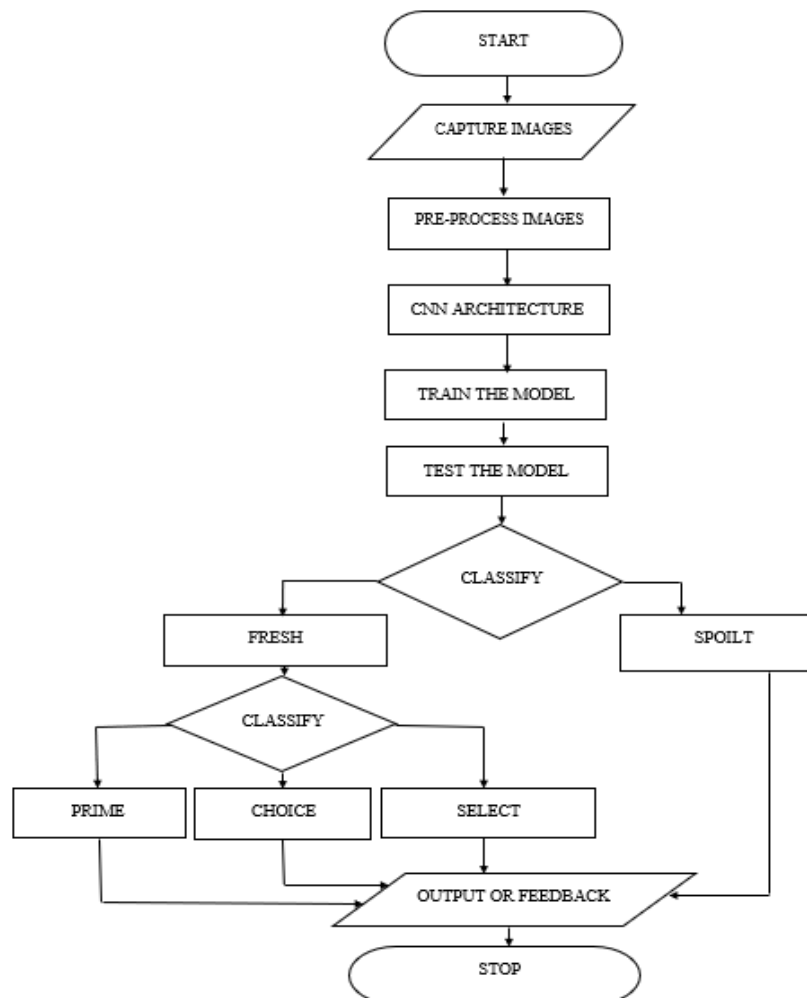 START
CAPTURE IMAGES
PRE-PROCESS IMAGES
CNN ARCHITECTURE
TRAIN THE MODEL
TEST THE MODEL
CLASSIFY
FRESH
SPOILT
CLASSIFY
PRIME
CHOICE
SELECT
OUTPUT OR FEEDBACK
STOP